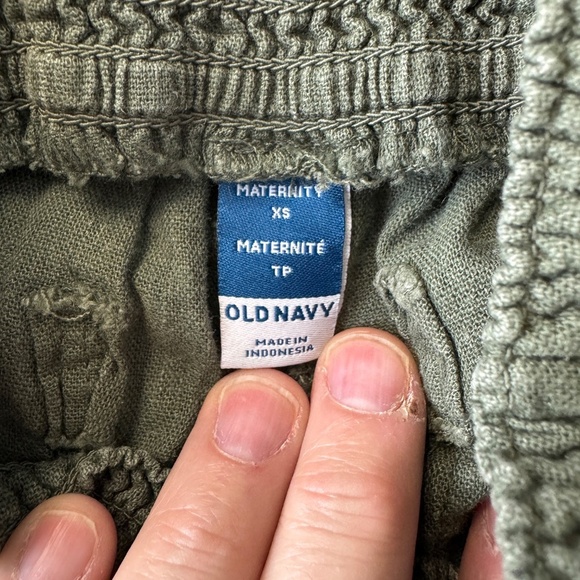 MATERNITY
XS
MATERNITÉ
TP
OLD NAVY
MADE IN
INDONESIA